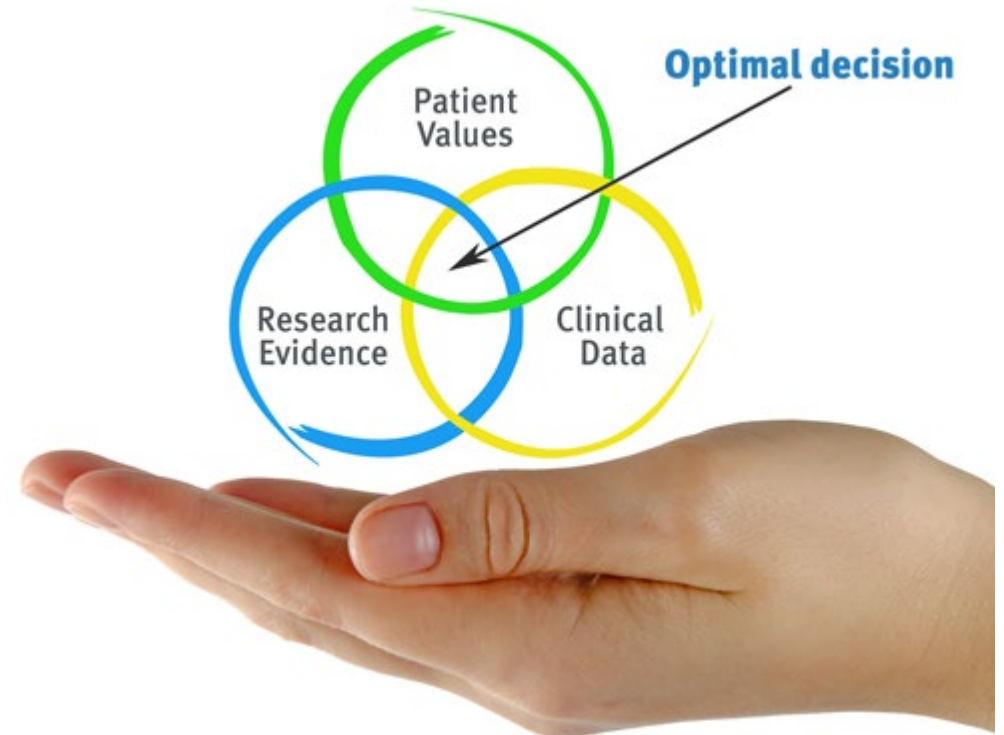 Optimal decision
Patient
Values
Research
Evidence
Clinical
Data